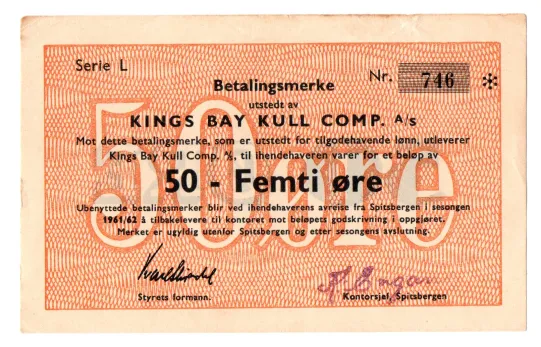 Serie L
Nr. 746 *
Betalingsmerke
utstedt av
KINGS BAY KULL COMP. A/s
Mot dette betalingsmerke, som er utstedt for tilgodehavende lønn, utleverer
Kings Bay Kull Comp. A/S, til ihendehaveren varer for et beløp av
50 - Femti øre
Ubenyttede betalingsmerker blir ved ihendehaverens avreise fra Spitsbergen i sesongen
1961/62 å tilbakelevere til kontoret mot beløpets godskrivning i oppgjøret.
Merket er ugyldig utenfor Spitsbergen og etter sesongens avslutning.
50 øre
Styrets formann.
Kontorsjef, Spitsbergen